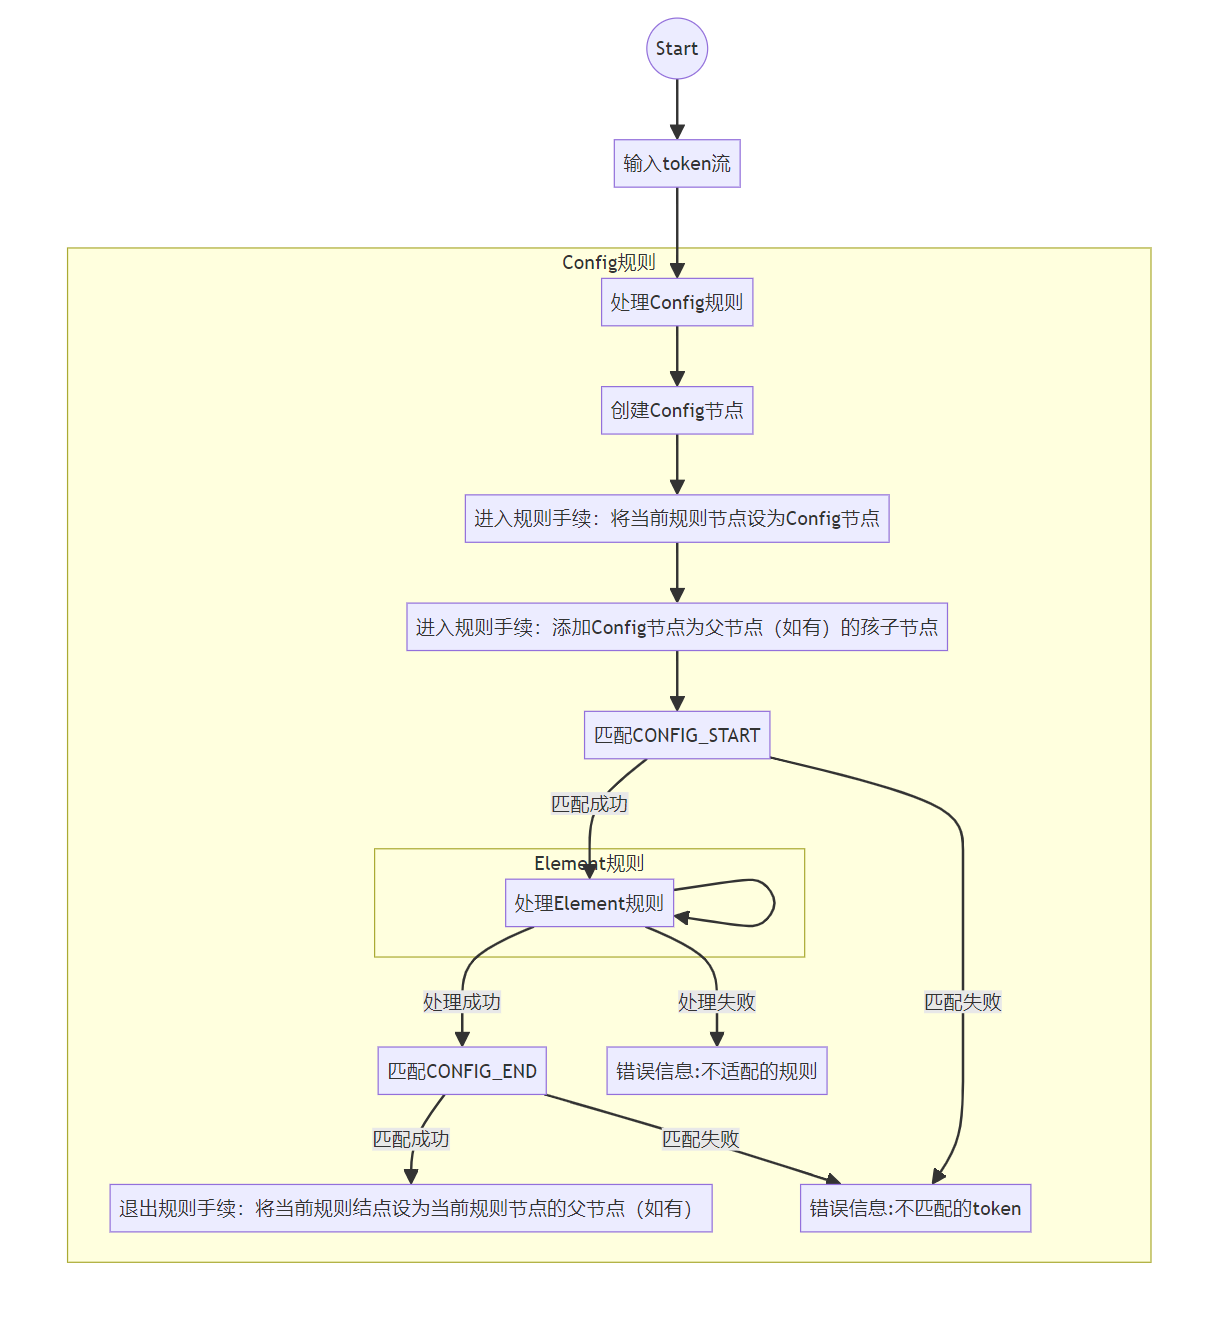 Start
输入token流
Config规则
处理Config规则
创建Config节点
进入规则手续：将当前规则节点设为Config节点
进入规则手续：添加Config节点为父节点（如有）的孩子节点
匹配CONFIG_START
匹配成功
Element规则
处理Element规则
处理成功
处理失败
匹配失败
匹配CONFIG_END
错误信息:不适配的规则
匹配成功
匹配失败
退出规则手续：将当前规则结点设为当前规则节点的父节点（如有）
错误信息:不匹配的token